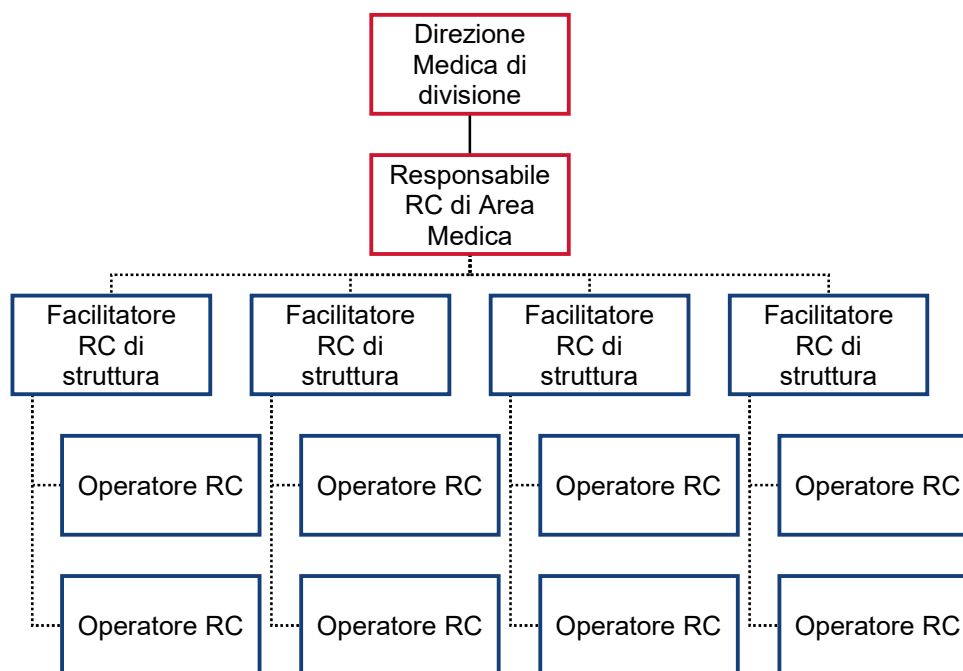 Direzione
Medica di
divisione
Responsabile
RC di Area
Medica
Facilitatore
RC di
struttura
Facilitatore
RC di
struttura
Facilitatore
RC di
struttura
Facilitatore
RC di
struttura
Operatore RC
Operatore RC
Operatore RC
Operatore RC
Operatore RC
Operatore RC
Operatore RC
Operatore RC